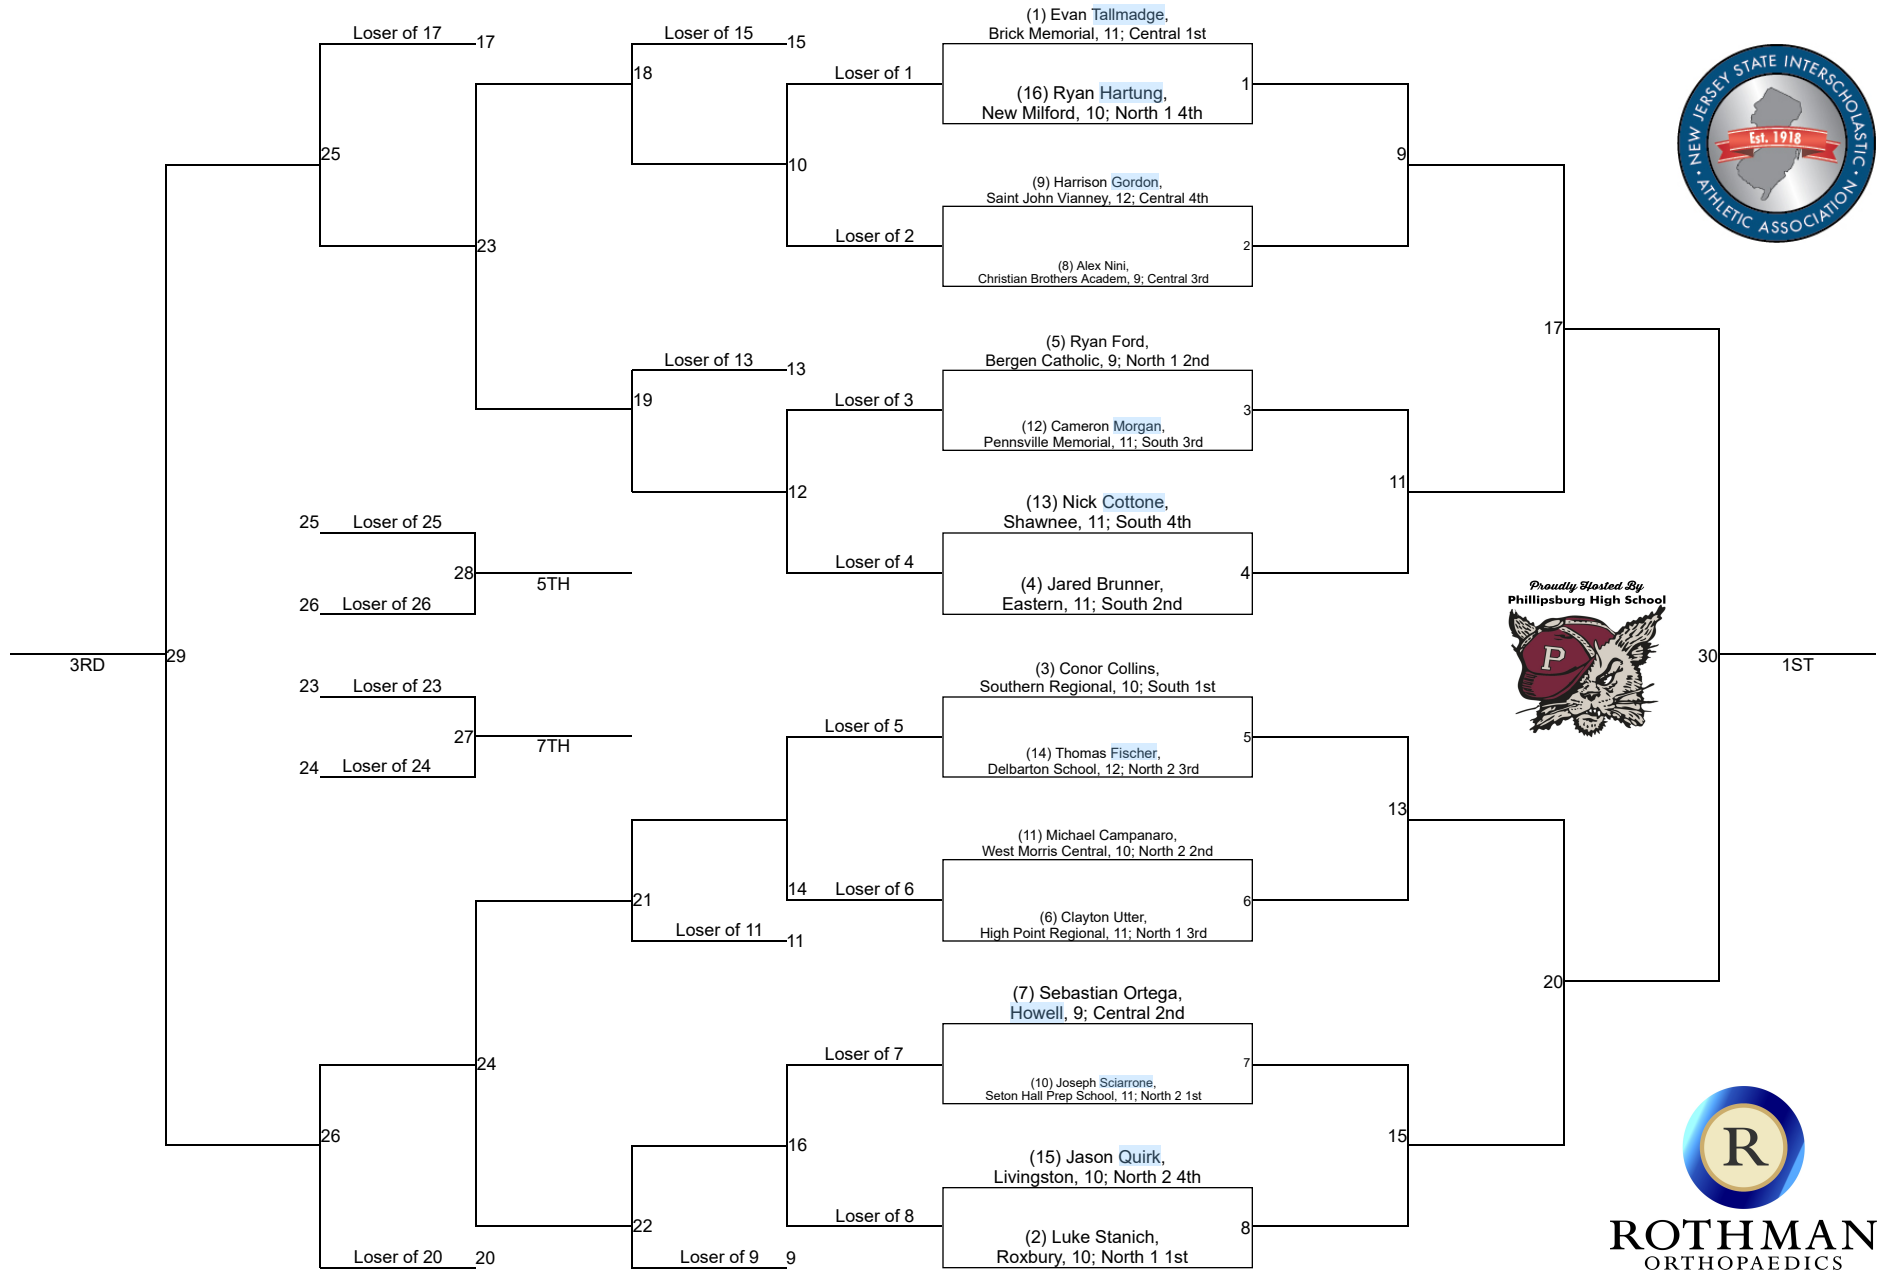 (1) Evan Tallmadge,
Brick Memorial, 11; Central 1st
Loser of 17
17
Loser of 15
15
18
Loser of 1
(16) Ryan Hartung,
New Milford, 10; North 1 4th
1
25
10
9
(9) Harrison Gordon,
Saint John Vianney, 12; Central 4th
23
Loser of 2
2
(8) Alex Nini,
Christian Brothers Academ, 9; Central 3rd
NEW JERSEY STATE INTERSCHOLASTIC
• ATHLETIC ASSOCIATION •
Est. 1918
17
(5) Ryan Ford,
Bergen Catholic, 9; North 1 2nd
Loser of 13
13
19
Loser of 3
3
(12) Cameron Morgan,
Pennsville Memorial, 11; South 3rd
12
11
(13) Nick Cottone,
Shawnee, 11; South 4th
25
Loser of 25
Loser of 4
4
28
5TH
(4) Jared Brunner,
Eastern, 11; South 2nd
26
Loser of 26
Proudly Hosted By
Phillipsburg High School
P
3RD
29
30
1ST
(3) Conor Collins,
Southern Regional, 10; South 1st
23
Loser of 23
Loser of 5
5
27
7TH
(14) Thomas Fischer,
Delbarton School, 12; North 2 3rd
24
Loser of 24
13
(11) Michael Campanaro,
West Morris Central, 10; North 2 2nd
14
Loser of 6
6
21
(6) Clayton Utter,
High Point Regional, 11; North 1 3rd
Loser of 11
11
20
(7) Sebastian Ortega,
Howell, 9; Central 2nd
24
Loser of 7
7
(10) Joseph Sciarrone,
Seton Hall Prep School, 11; North 2 1st
26
16
15
(15) Jason Quirk,
Livingston, 10; North 2 4th
22
Loser of 8
8
(2) Luke Stanich,
Roxbury, 10; North 1 1st
Loser of 20
20
Loser of 9
9
R
ROTHMAN
ORTHOPAEDICS